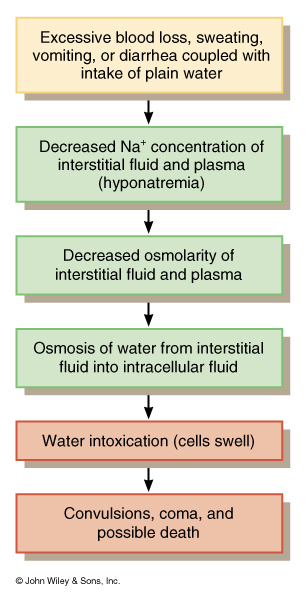 Excessive blood loss, sweating,
vomiting, or diarrhea coupled with
intake of plain water
Decreased Na⁺ concentration of
interstitial fluid and plasma
(hyponatremia)
Decreased osmolarity of
interstitial fluid and plasma
Osmosis of water from interstitial
fluid into intracellular fluid
Water intoxication (cells swell)
Convulsions, coma, and
possible death
© John Wiley & Sons, Inc.